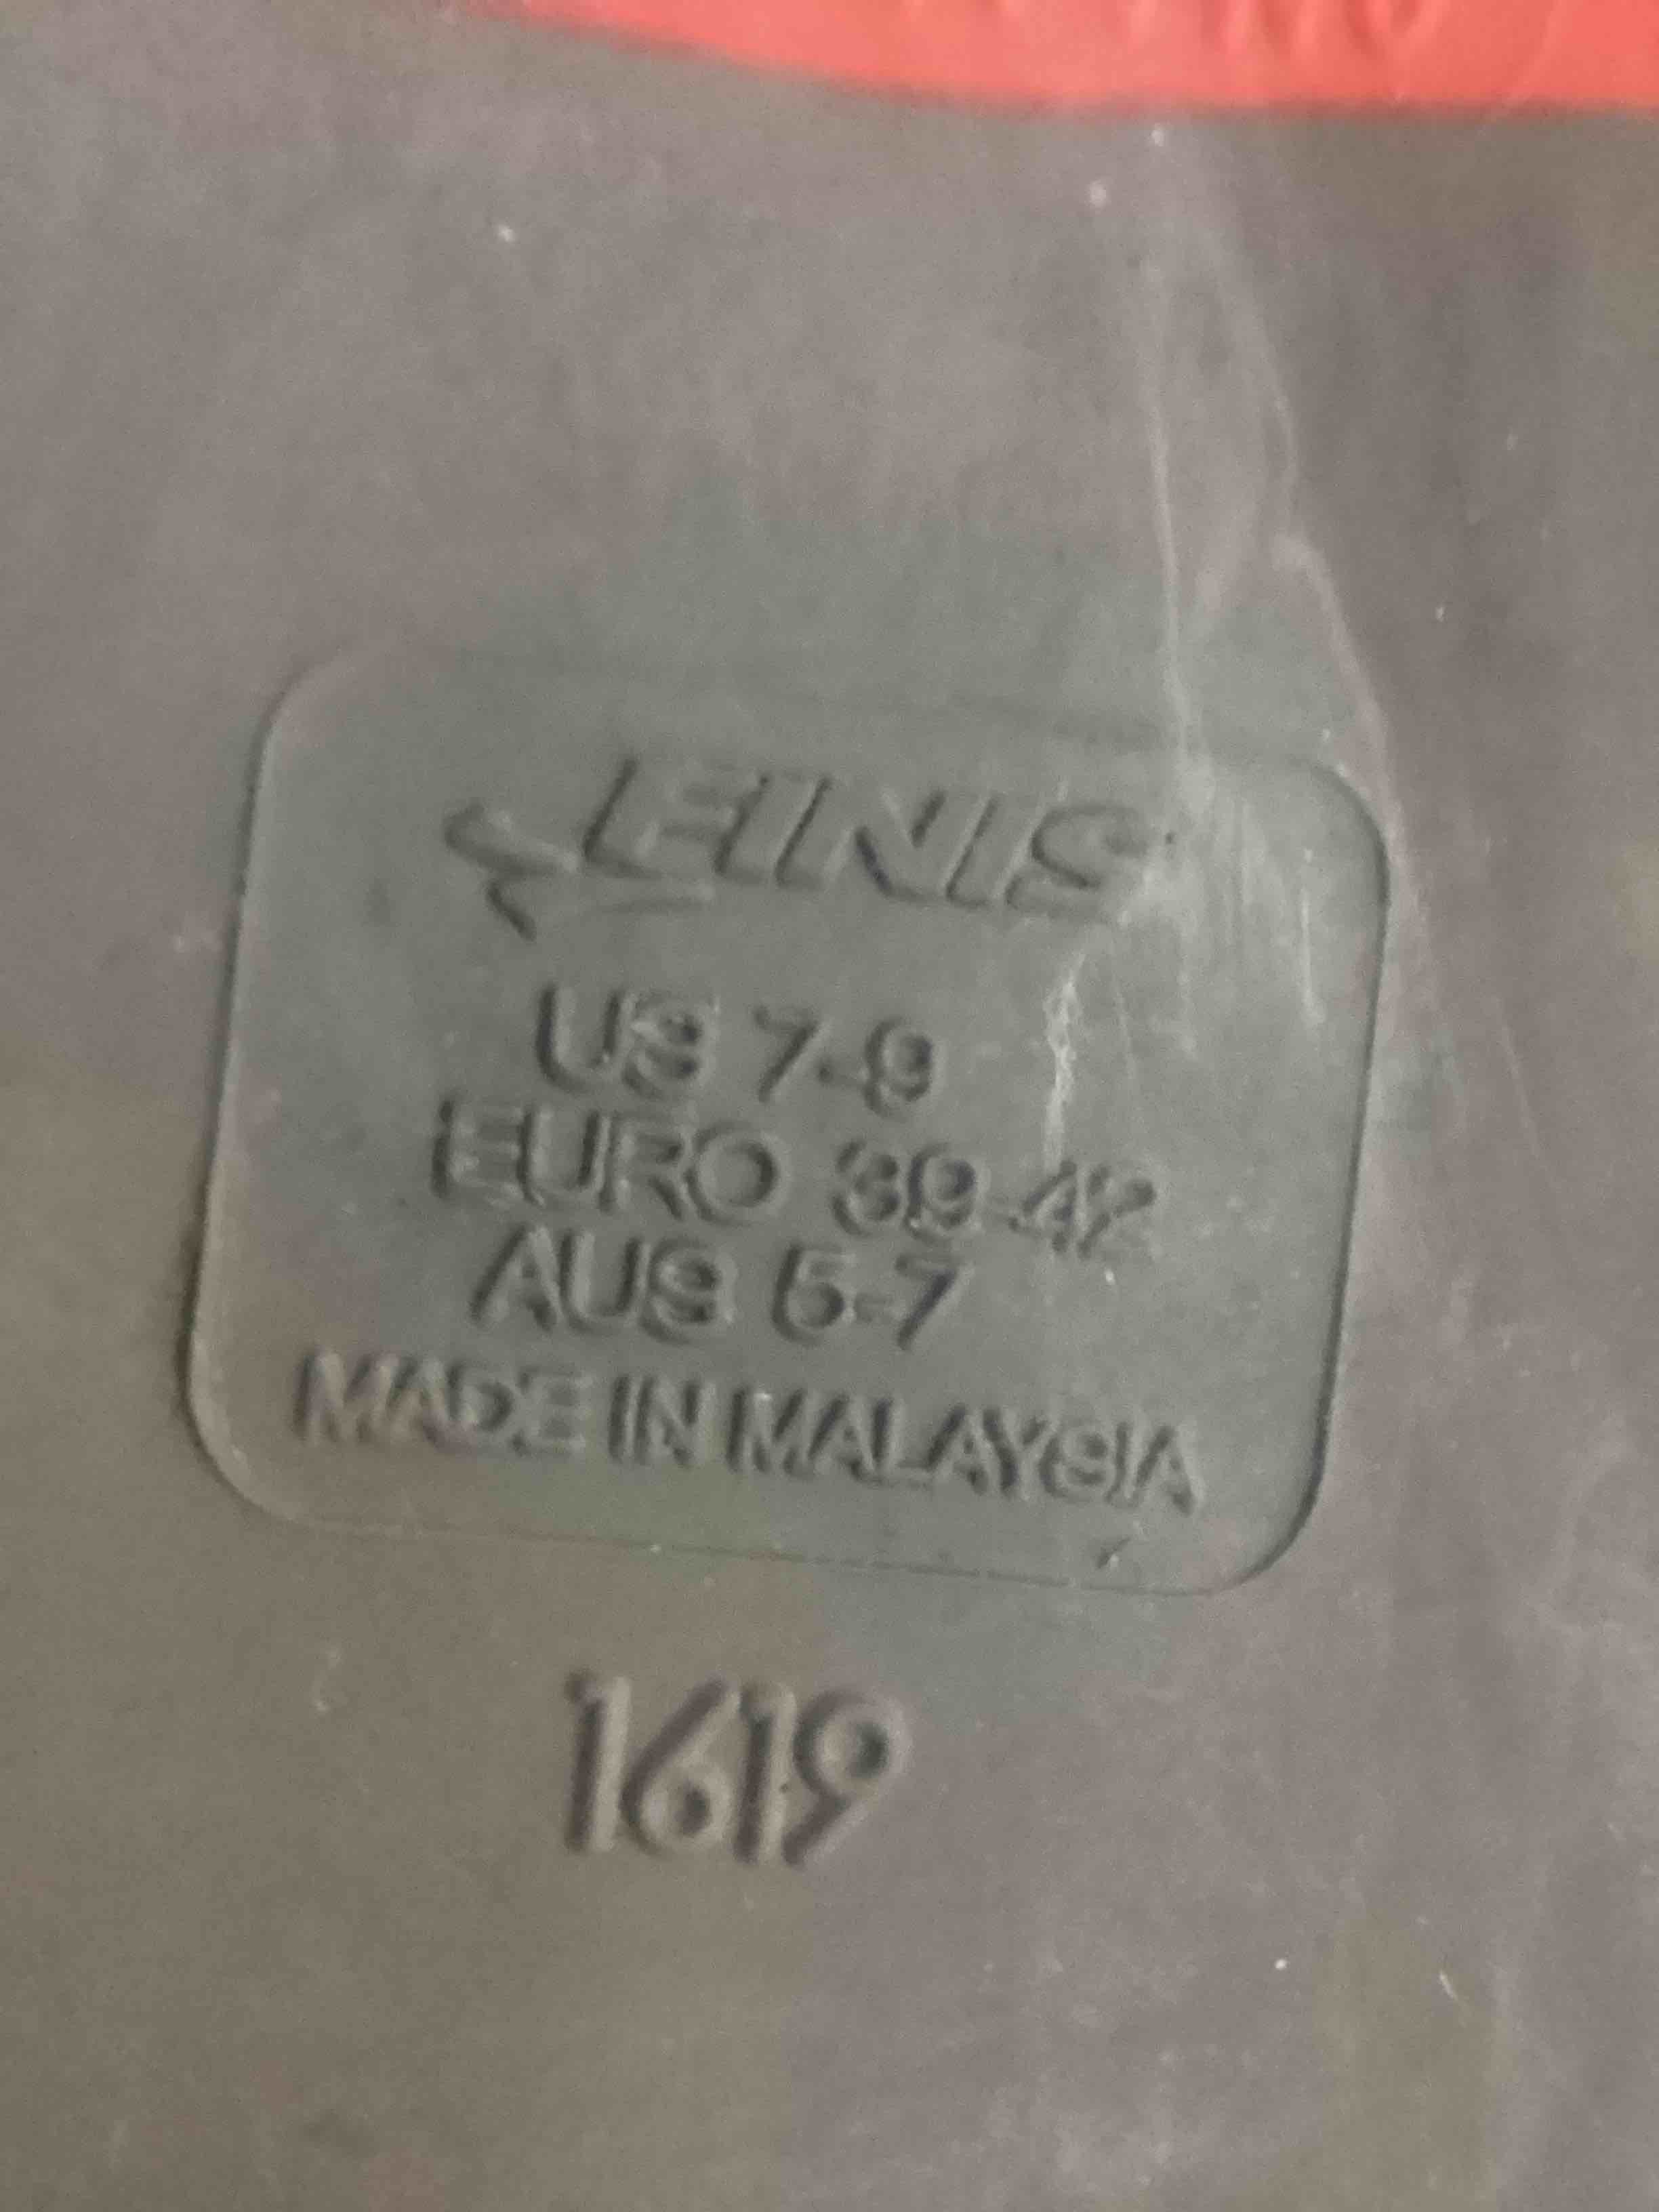 FINIS
US 7-9
EURO 39-42
AUS 5-7
MADE IN MALAYSIA
1619